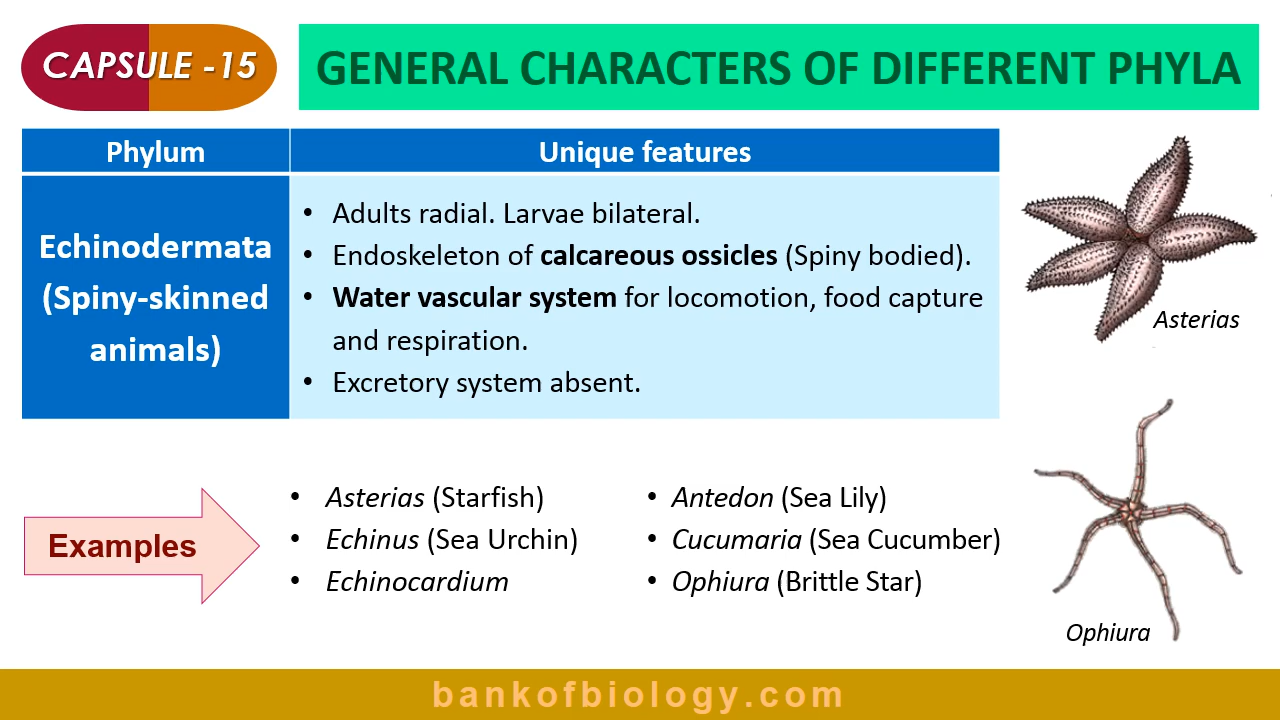 CAPSULE -15
GENERAL CHARACTERS OF DIFFERENT PHYLA
Phylum
Unique features
Echinodermata
(Spiny-skinned
animals)
• Adults radial. Larvae bilateral.
• Endoskeleton of calcareous ossicles (Spiny bodied).
• Water vascular system for locomotion, food capture
and respiration.
• Excretory system absent.
Asterias
Examples
• Asterias (Starfish)
• Echinus (Sea Urchin)
• Echinocardium
• Antedon (Sea Lily)
• Cucumaria (Sea Cucumber)
• Ophiura (Brittle Star)
Ophiura
bankofbiology.com